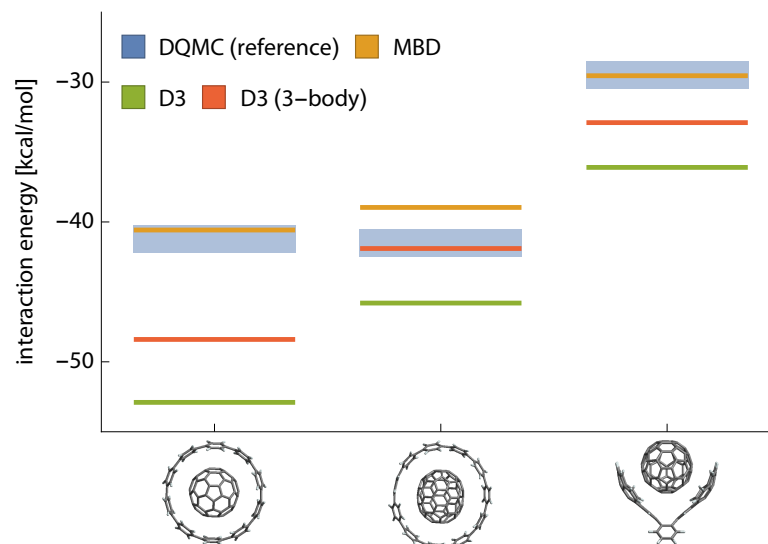 DQMC (reference) MBD
D3 D3 (3−body)
interaction energy [kcal/mol]
−30
−40
−50